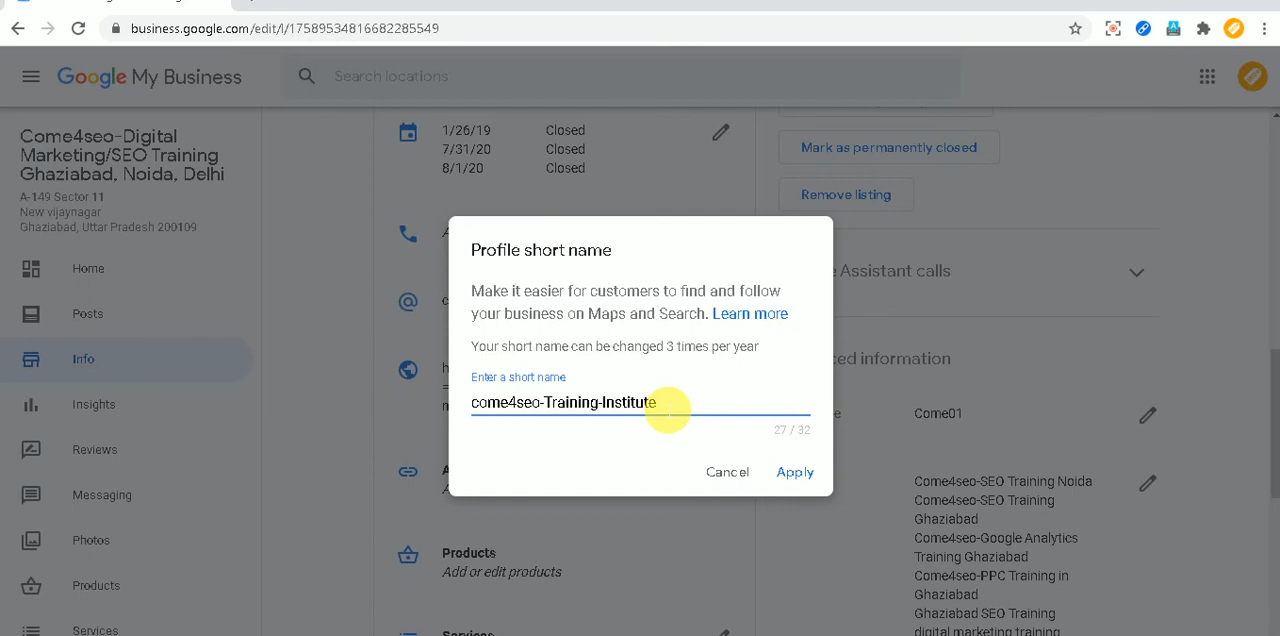 business.google.com/edit/l/17589534816682285549
Google My Business
Search locations
Come4seo-Digital
Marketing/SEO Training
Ghaziabad, Noida, Delhi
A-149 Sector 11
New vijaynagar
Ghaziabad, Uttar Pradesh 200109
Home
Posts
Info
Insights
Reviews
Messaging
Photos
Products
Services
1/26/19 Closed
7/31/20 Closed
8/1/20 Closed
Products
Add or edit products
Services
Profile short name
Make it easier for customers to find and follow
your business on Maps and Search. Learn more
Your short name can be changed 3 times per year
Enter a short name
come4seo-Training-Institute
27 / 32
Cancel Apply
Mark as permanently closed
Remove listing
Assistant calls
information
Come01
Come4seo-SEO Training Noida
Come4seo-SEO Training
Ghaziabad
Come4seo-Google Analytics
Training Ghaziabad
Come4seo-PPC Training in
Ghaziabad
Ghaziabad SEO Training
digital marketing training